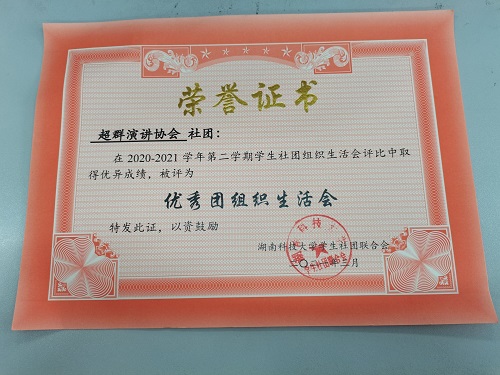 荣誉证书
超群演讲协会 社团：
在 2020-2021 学年第二学期学生社团组织生活会评比中取
得优异成绩，被评为
优秀团组织生活会
特发此证，以资鼓励
湖南科技大学学生社团联合会
年三月